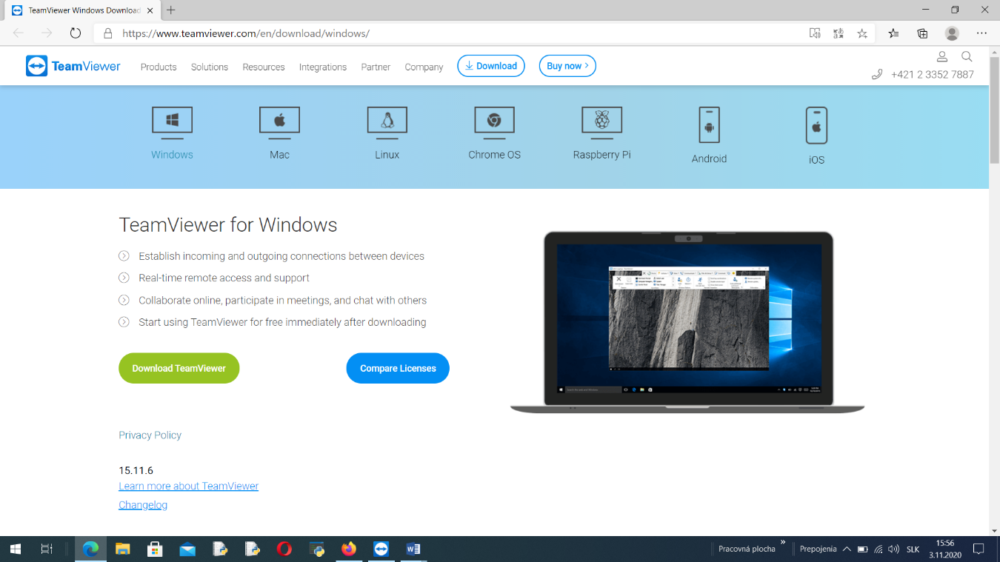 TeamViewer Windows Download
https://www.teamviewer.com/en/download/windows/
TeamViewer
Products
Solutions
Resources
Integrations
Partner
Company
Download
Buy now
+421 2 3352 7887
Windows
Mac
Linux
Chrome OS
Raspberry Pi
Android
iOS
TeamViewer for Windows
Establish incoming and outgoing connections between devices
Real-time remote access and support
Collaborate online, participate in meetings, and chat with others
Start using TeamViewer for free immediately after downloading
Download TeamViewer
Compare Licenses
Privacy Policy
15.11.6
Learn more about TeamViewer
Changelog
Pracovná plocha
Prepojenia
SLK
15:56
3.11.2020